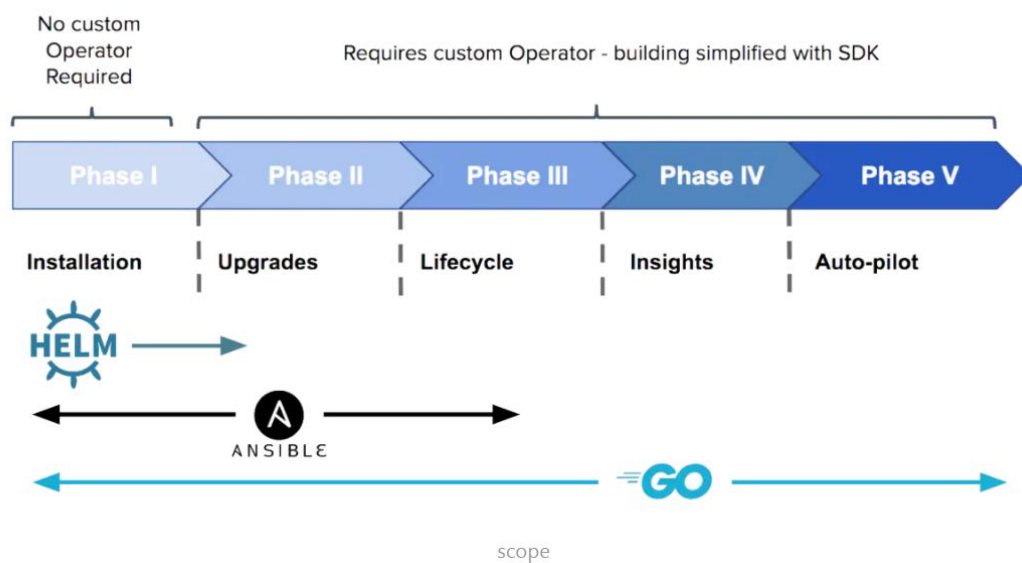 No custom
Operator
Required
Requires custom Operator - building simplified with SDK
Phase I
Phase II
Phase III
Phase IV
Phase V
Installation
Upgrades
Lifecycle
Insights
Auto-pilot
HELM
ANSIBLE
GO
scope